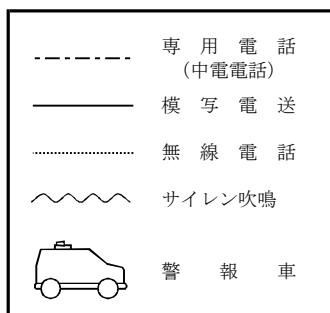 専用電話
（中電電話）
模写電送
無線電話
サイレン吹鳴
警報車